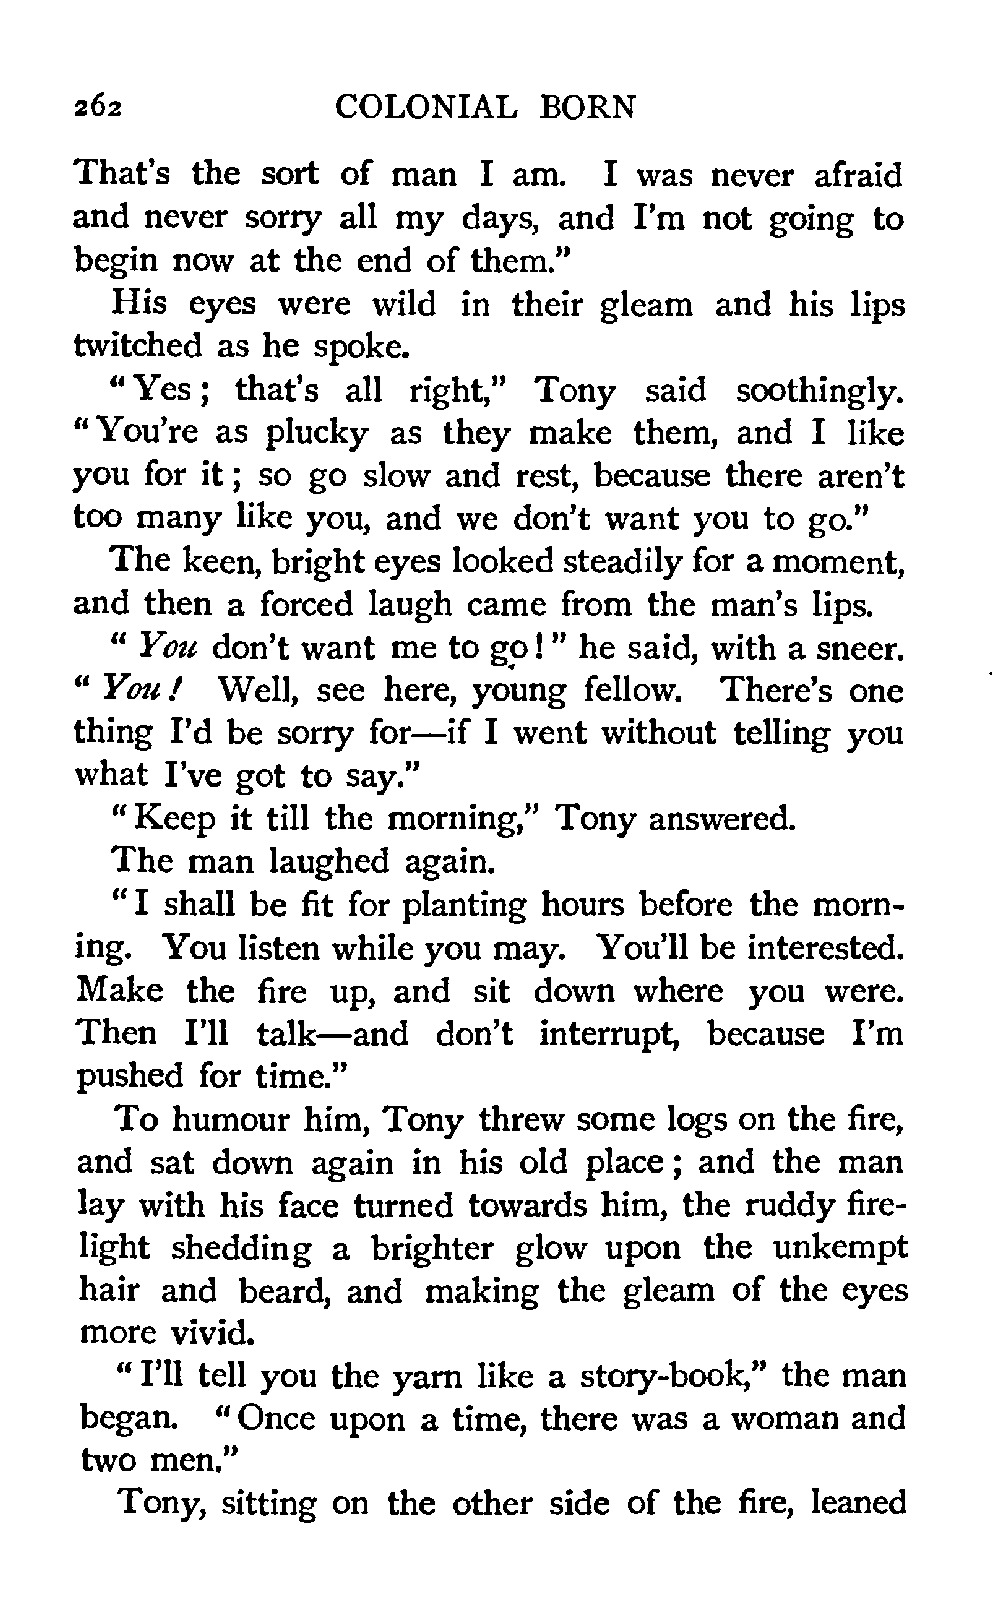 262 COLONIAL BORN
That's the sort of man I am. I was never afraid
and never sorry all my days, and I'm not going to
begin now at the end of them."
His eyes were wild in their gleam and his lips
twitched as he spoke.
"Yes; that's all right," Tony said soothingly.
"You're as plucky as they make them, and I like
you for it; so go slow and rest, because there aren't
too many like you, and we don't want you to go."
The keen, bright eyes looked steadily for a moment,
and then a forced laugh came from the man's lips.
"You don't want me to go!" he said, with a sneer.
"You! Well, see here, young fellow. There's one
thing I'd be sorry for—if I went without telling you
what I've got to say."
"Keep it till the morning," Tony answered.
The man laughed again.
"I shall be fit for planting hours before the morn-
ing. You listen while you may. You'll be interested.
Make the fire up, and sit down where you were.
Then I'll talk—and don't interrupt, because I'm
pushed for time."
To humour him, Tony threw some logs on the fire,
and sat down again in his old place; and the man
lay with his face turned towards him, the ruddy fire-
light shedding a brighter glow upon the unkempt
hair and beard, and making the gleam of the eyes
more vivid.
"I'll tell you the yarn like a story-book," the man
began. "Once upon a time, there was a woman and
two men."
Tony, sitting on the other side of the fire, leaned